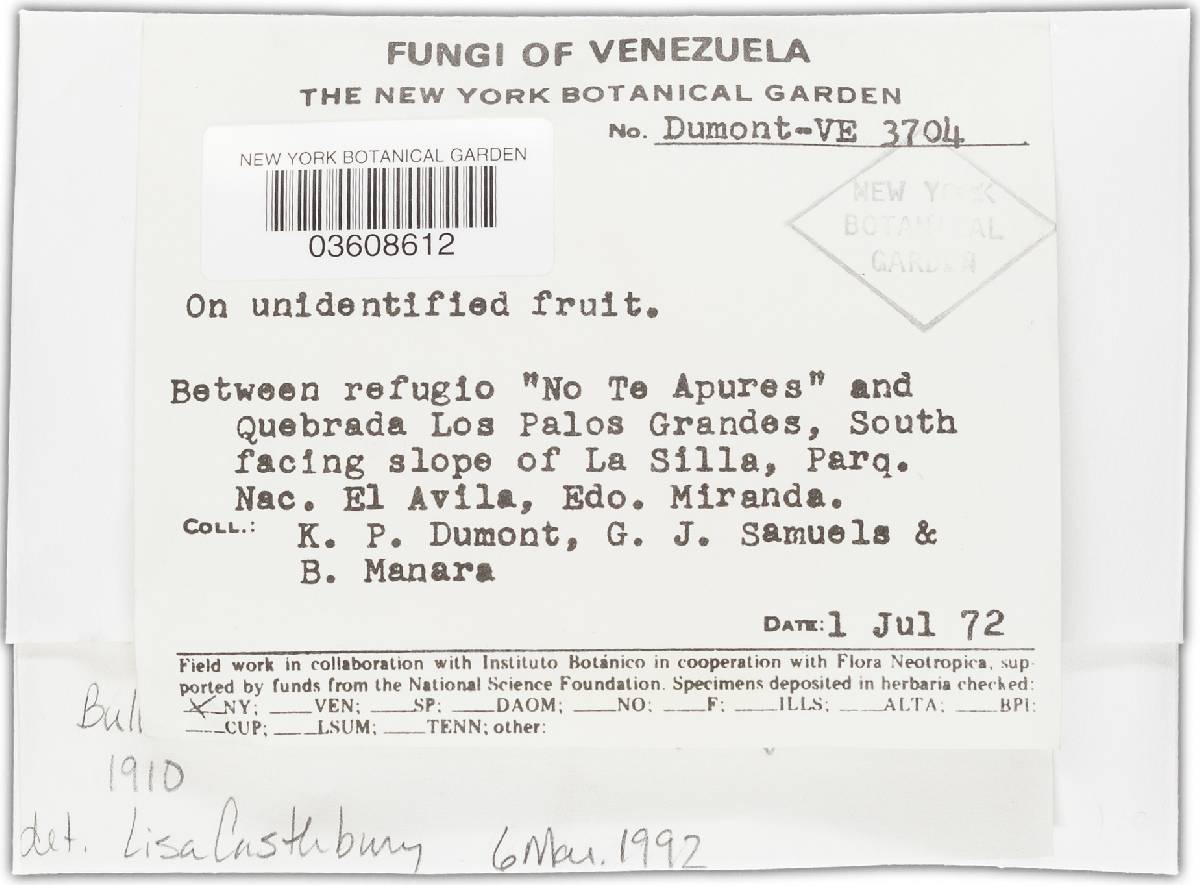 FUNGI OF VENEZUELA
THE NEW YORK BOTANICAL GARDEN
No. Dumont-VE 3704
NEW YORK BOTANICAL GARDEN
03608612
NEW YORK
BOTANICAL
GARDEN
On unidentified fruit.
Between refugio "No Te Apures" and
Quebrada Los Palos Grandes, South
facing slope of La Silla, Parq.
Nac. El Avila, Edo. Miranda.
COLL.: K. P. Dumont, G. J. Samuels &
B. Manara
DATE: 1 Jul 72
Field work in collaboration with Instituto Botánico in cooperation with Flora Neotropica, sup-
ported by funds from the National Science Foundation. Specimens deposited in herbaria checked:
X NY; ___VEN; ___SP; ___DAOM; ___NO; ___F; ___ILLS; ___ALTA; ___BPI;
___CUP; ___LSUM; ___TENN; other:
1910
det. Lisa Castlebury 6 Mar. 1992